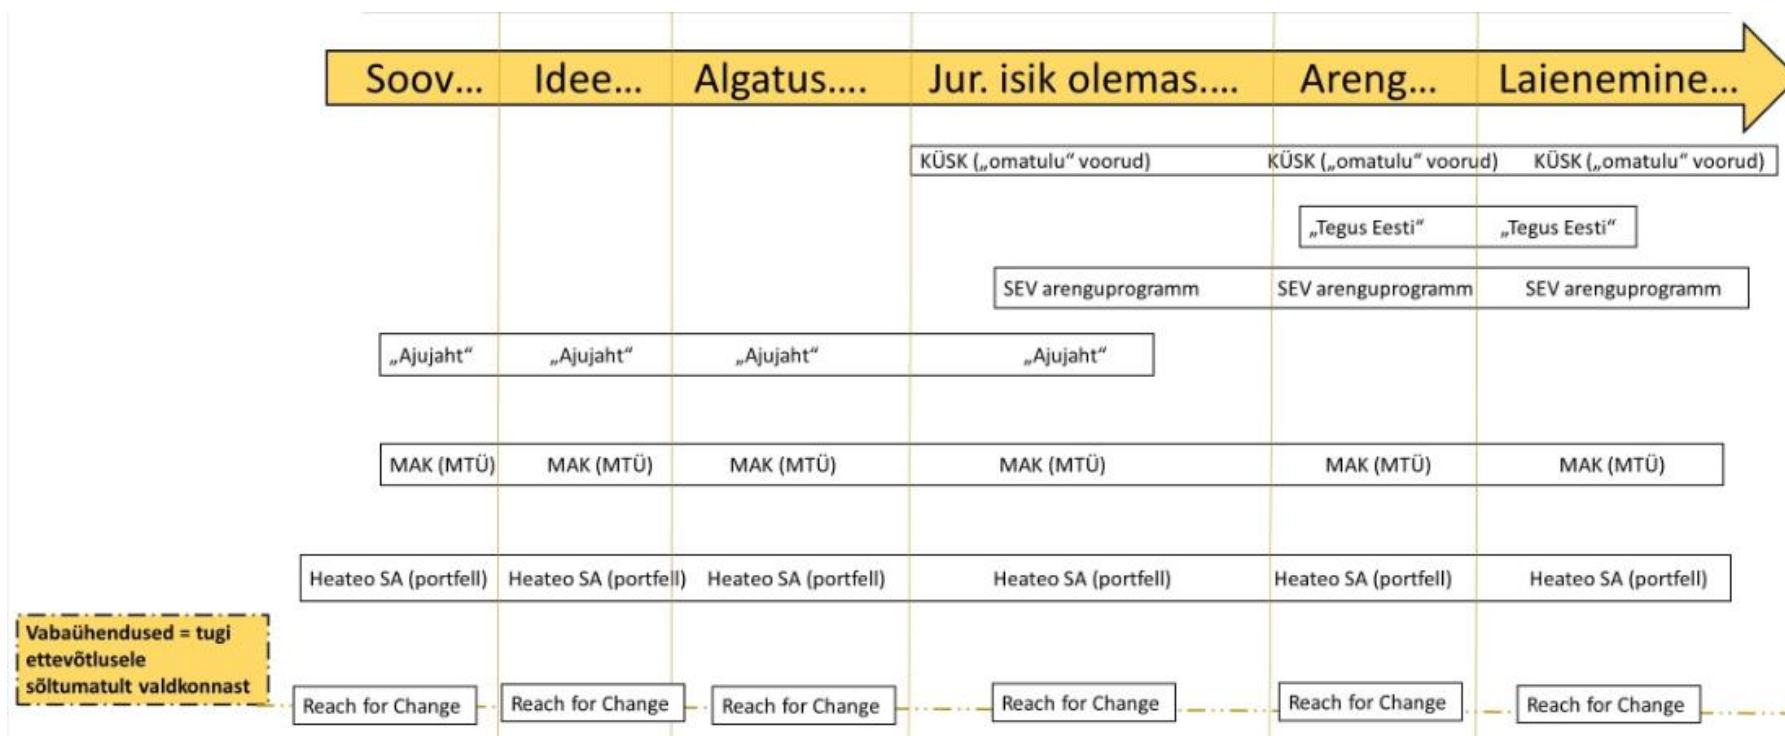 Soov... Idee... Algatus.... Jur. isik olemas.... Areng... Laienemine...
KÜSK („omatulu“ voorud) KÜSK („omatulu“ voorud) KÜSK („omatulu“ voorud)
„Tegus Eesti“ „Tegus Eesti“
SEV arenguprogramm SEV arenguprogramm SEV arenguprogramm
„Ajujaht“ „Ajujaht“ „Ajujaht“ „Ajujaht“
MAK (MTÜ) MAK (MTÜ) MAK (MTÜ) MAK (MTÜ) MAK (MTÜ) MAK (MTÜ)
Heateo SA (portfell) Heateo SA (portfell) Heateo SA (portfell) Heateo SA (portfell) Heateo SA (portfell) Heateo SA (portfell)
Vabaühendused = tugi
ettevõtlusele
sõltumatult valdkonnast
Reach for Change Reach for Change Reach for Change Reach for Change Reach for Change Reach for Change